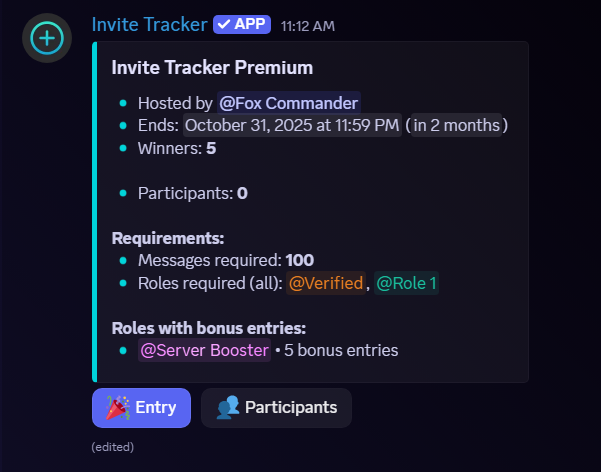 Invite Tracker ✓ APP 11:12 AM
Invite Tracker Premium
• Hosted by @Fox Commander
• Ends: October 31, 2025 at 11:59 PM (in 2 months)
• Winners: 5
• Participants: 0
Requirements:
• Messages required: 100
• Roles required (all): @Verified, @Role 1
Roles with bonus entries:
• @Server Booster • 5 bonus entries
Entry Participants
(edited)